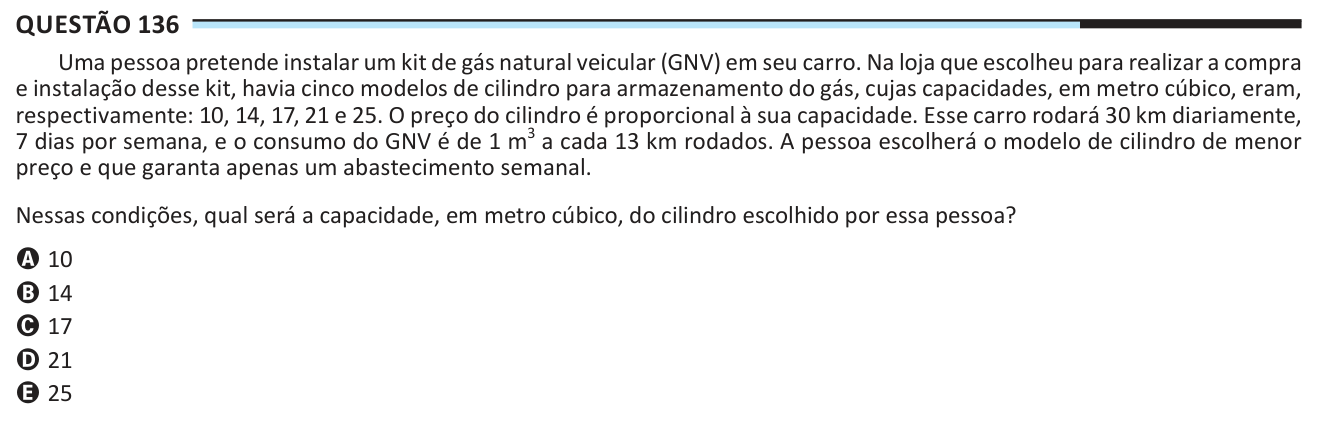 QUESTÃO 136
Uma pessoa pretende instalar um kit de gás natural veicular (GNV) em seu carro. Na loja que escolheu para realizar a compra
e instalação desse kit, havia cinco modelos de cilindro para armazenamento do gás, cujas capacidades, em metro cúbico, eram,
respectivamente: 10, 14, 17, 21 e 25. O preço do cilindro é proporcional à sua capacidade. Esse carro rodará 30 km diariamente,
7 dias por semana, e o consumo do GNV é de 1 m³ a cada 13 km rodados. A pessoa escolherá o modelo de cilindro de menor
preço e que garanta apenas um abastecimento semanal.
Nessas condições, qual será a capacidade, em metro cúbico, do cilindro escolhido por essa pessoa?
A 10
B 14
C 17
D 21
E 25